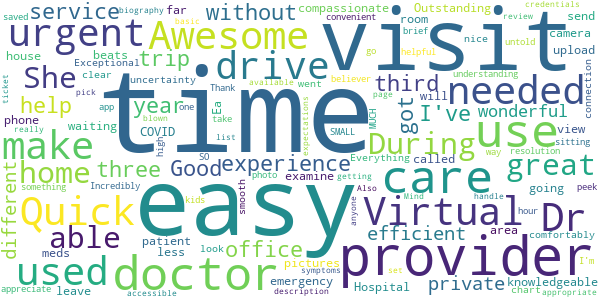 service without far compassionate Outstanding credentials
saved biography room brief review send
Awesome visit
urgent house beats trip nice untold camera
Exceptional convenient basic helpful upload
She clear uncertainty drive third go needed
app Thank went believer available understanding
help year Ea one take got will I've wonderful connection
phone waiting COVID time page
ticket pick list high SO blown SMALL MUCH expectations During use view
make really Good experience called way sitting
Everything resolution
different home three examine care great
something photo getting peek
Also going
Quick easy Virtual Dr
kids smooth Mind handle
able office look anyone hour comfortably
patient efficient area I'm
used doctor pictures provider
meds less symptoms set
emergency private knowledgeable
appreciate leave accessible description Hospital chart appropriate